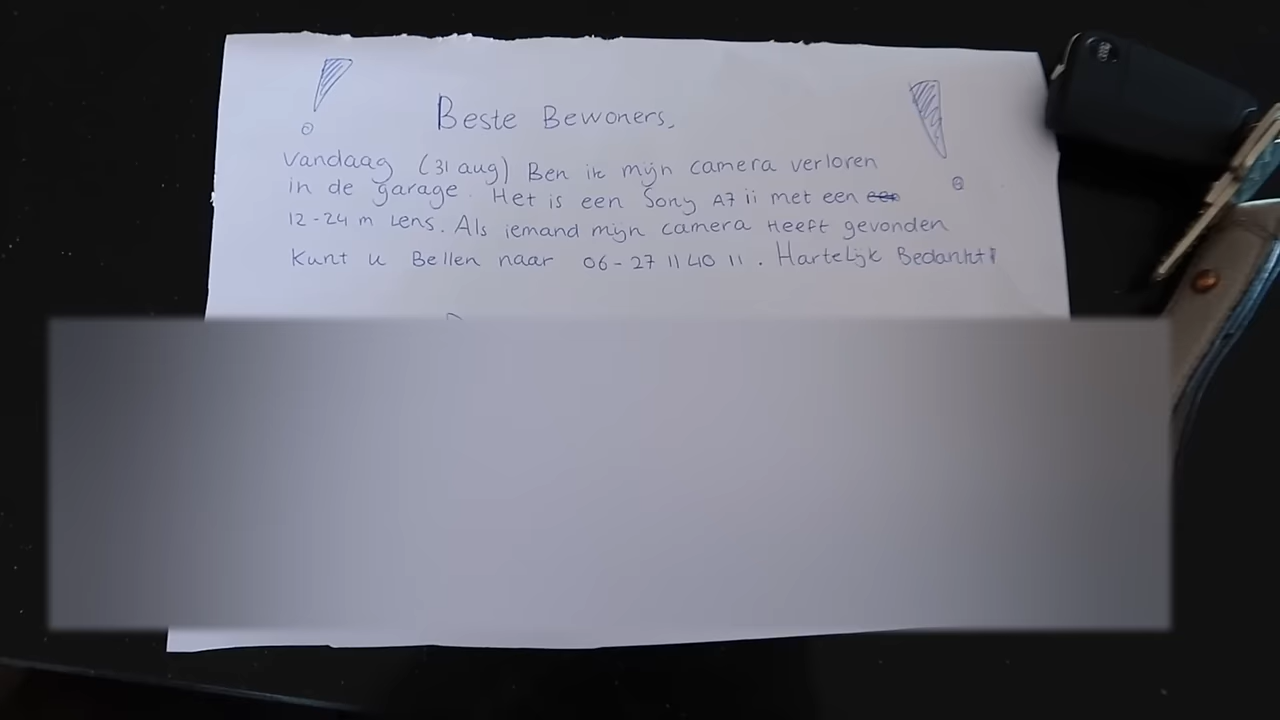 Beste Bewoners,
Vandaag (31 aug) Ben ik mijn camera verloren
in de garage. Het is een Sony A7 ii met een
12-24 m Lens. Als iemand mijn camera Heeft gevonden
Kunt u Bellen naar 06-27 11 40 11. Hartelijk Bedankt!